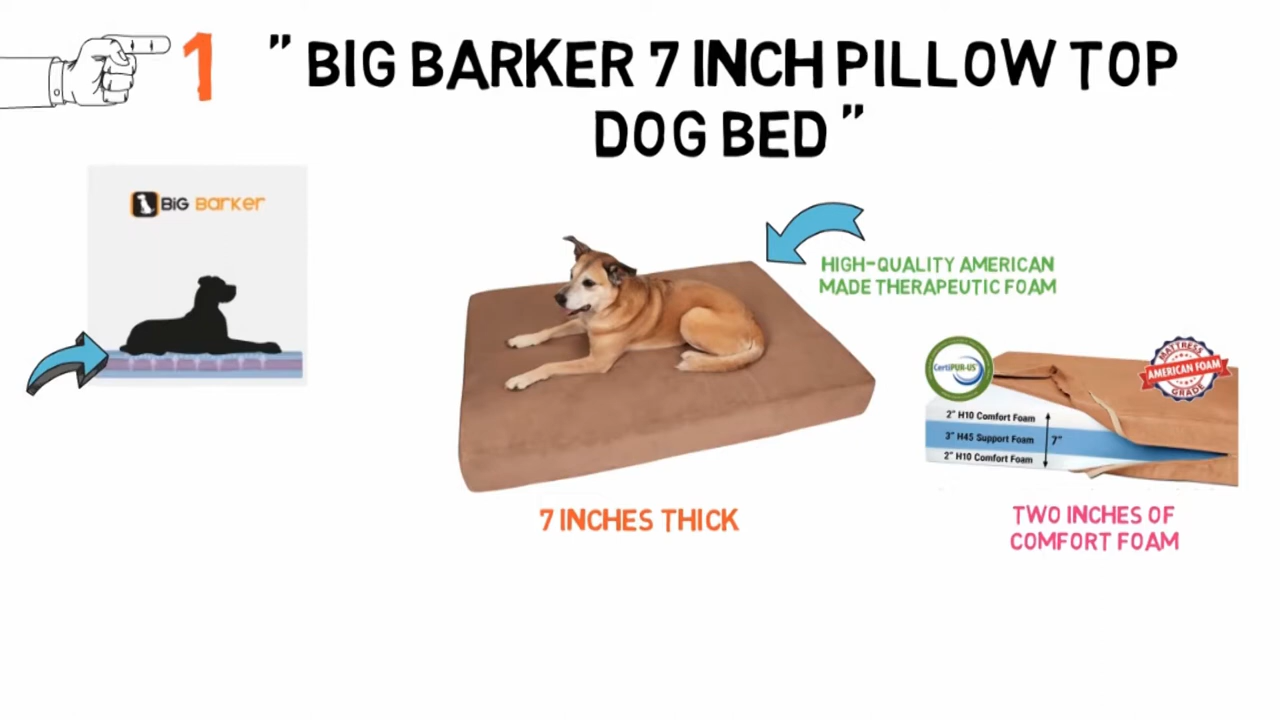 1
" BIG BARKER 7 INCH PILLOW TOP
DOG BED "
BiG BarKer
HIGH-QUALITY AMERICAN
MADE THERAPEUTIC FOAM
CertiPUR-US
MATTRESS
AMERICAN FOAM
GRADE
2" H10 Comfort Foam
3" H45 Support Foam
7"
2" H10 Comfort Foam
7 INCHES THICK
TWO INCHES OF
COMFORT FOAM